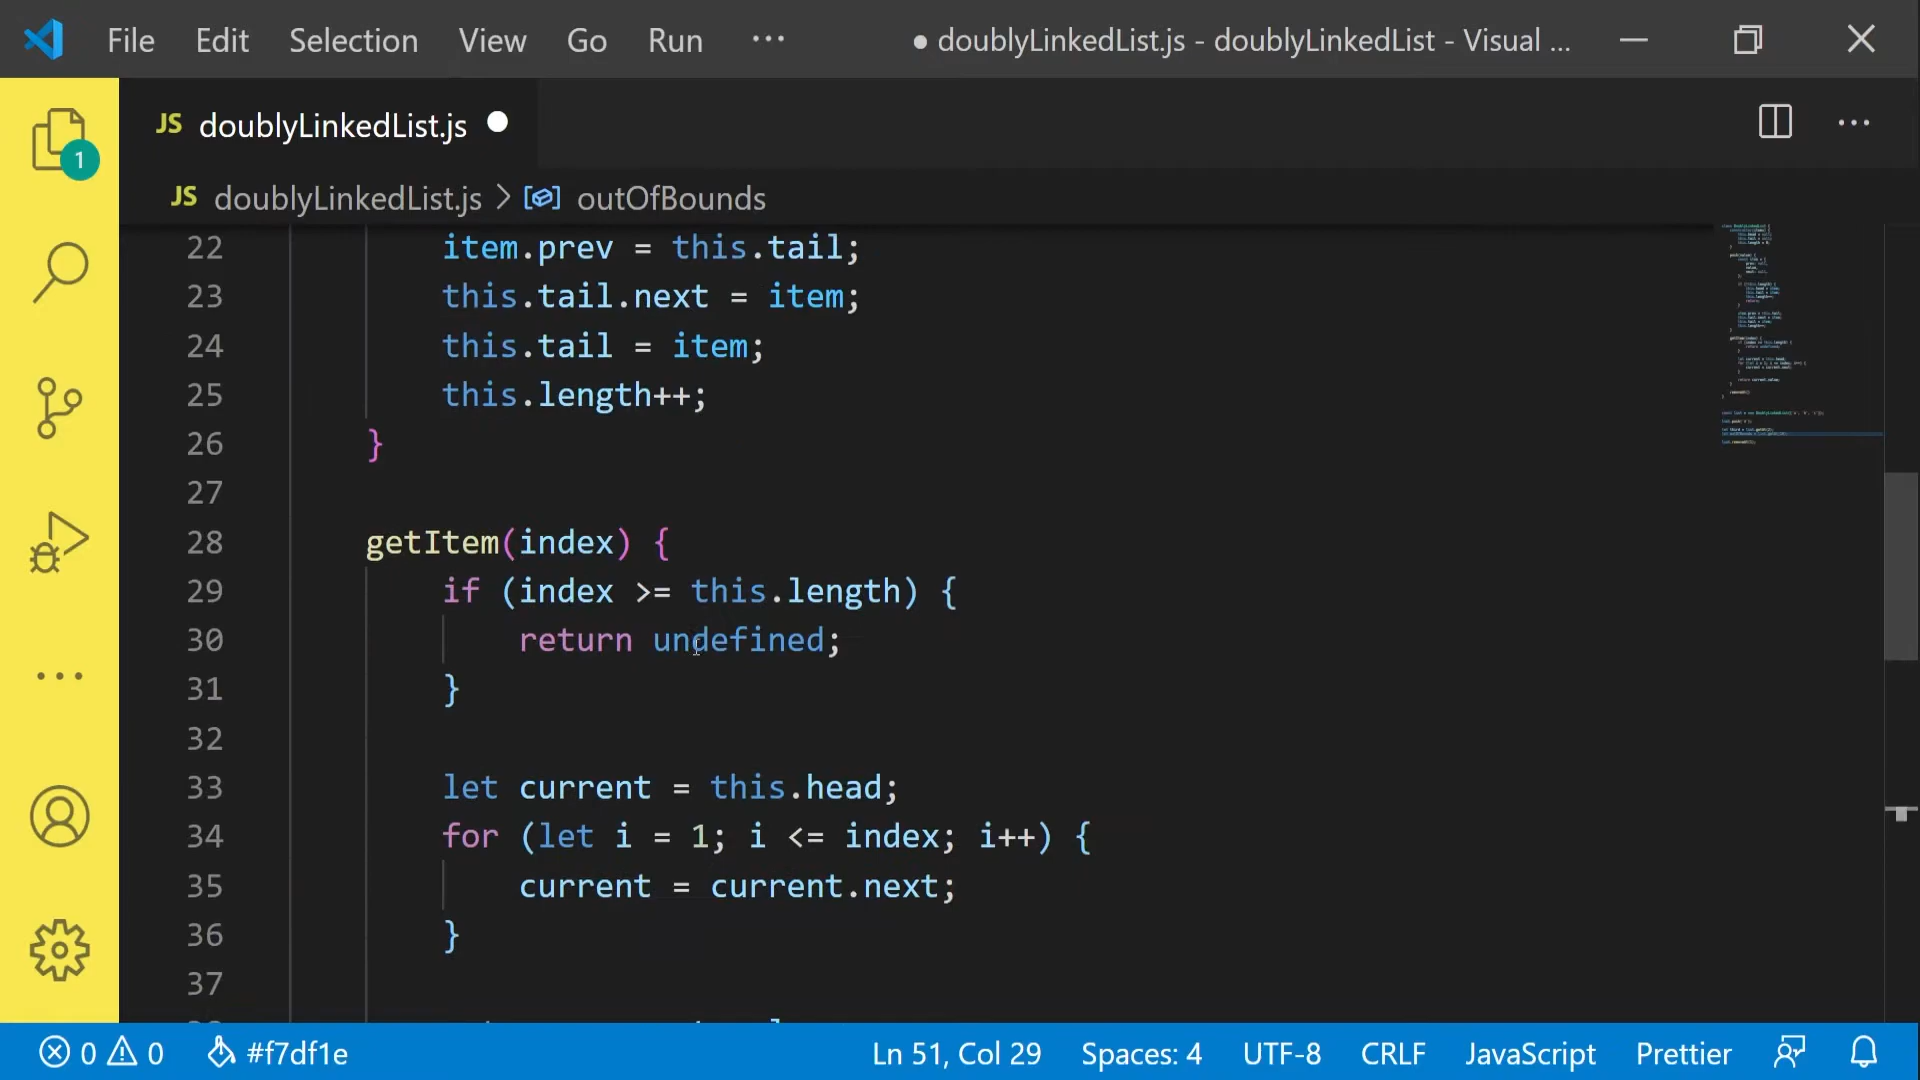 File Edit Selection View Go Run ··· ● doublyLinkedList.js - doublyLinkedList - Visual ...
JS doublyLinkedList.js ●
1
JS doublyLinkedList.js > outOfBounds
22 item.prev = this.tail;
23 this.tail.next = item;
24 this.tail = item;
25 this.length++;
26 }
27
28 getItem(index) {
29 if (index >= this.length) {
30 return undefined;
31 }
32
33 let current = this.head;
34 for (let i = 1; i <= index; i++) {
35 current = current.next;
36 }
37
0 0 #f7df1e Ln 51, Col 29 Spaces: 4 UTF-8 CRLF JavaScript Prettier